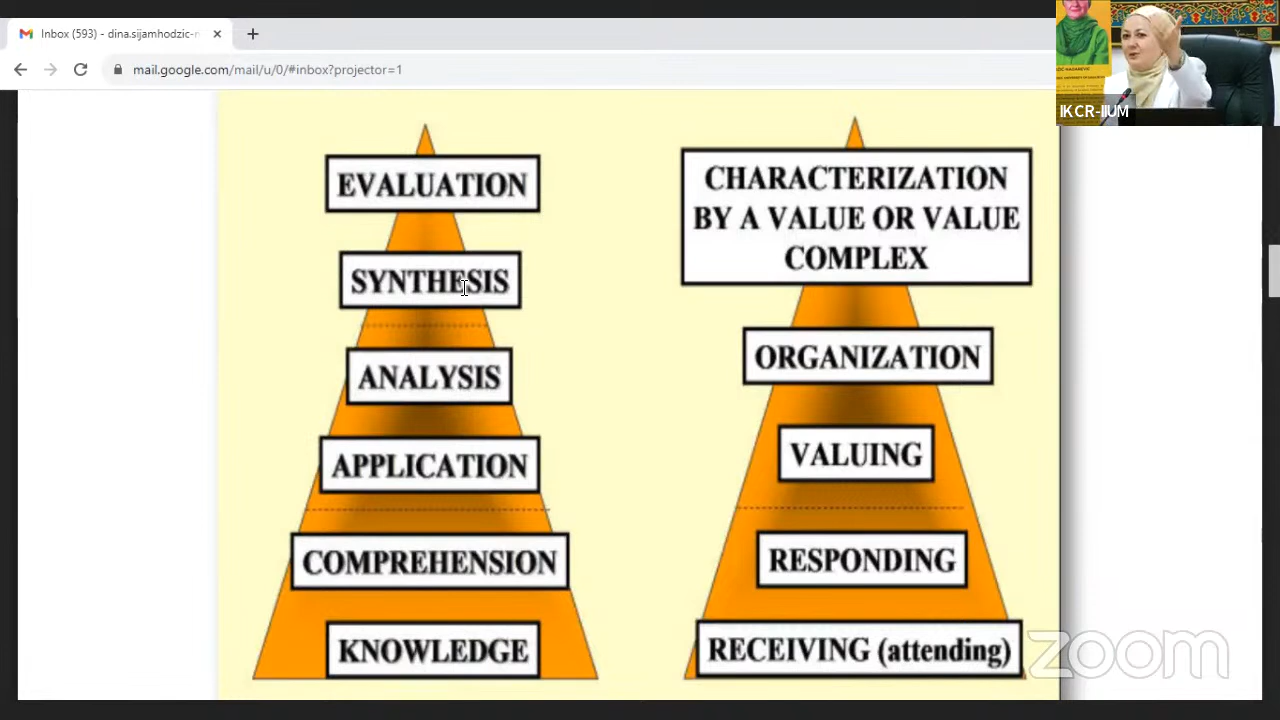 Inbox (593) - dina.sijamhodzic-n
mail.google.com/mail/u/0/#inbox?projector=1
IKCR-IIUM
EVALUATION
SYNTHESIS
ANALYSIS
APPLICATION
COMPREHENSION
KNOWLEDGE
CHARACTERIZATION
BY A VALUE OR VALUE
COMPLEX
ORGANIZATION
VALUING
RESPONDING
RECEIVING (attending)
zoom